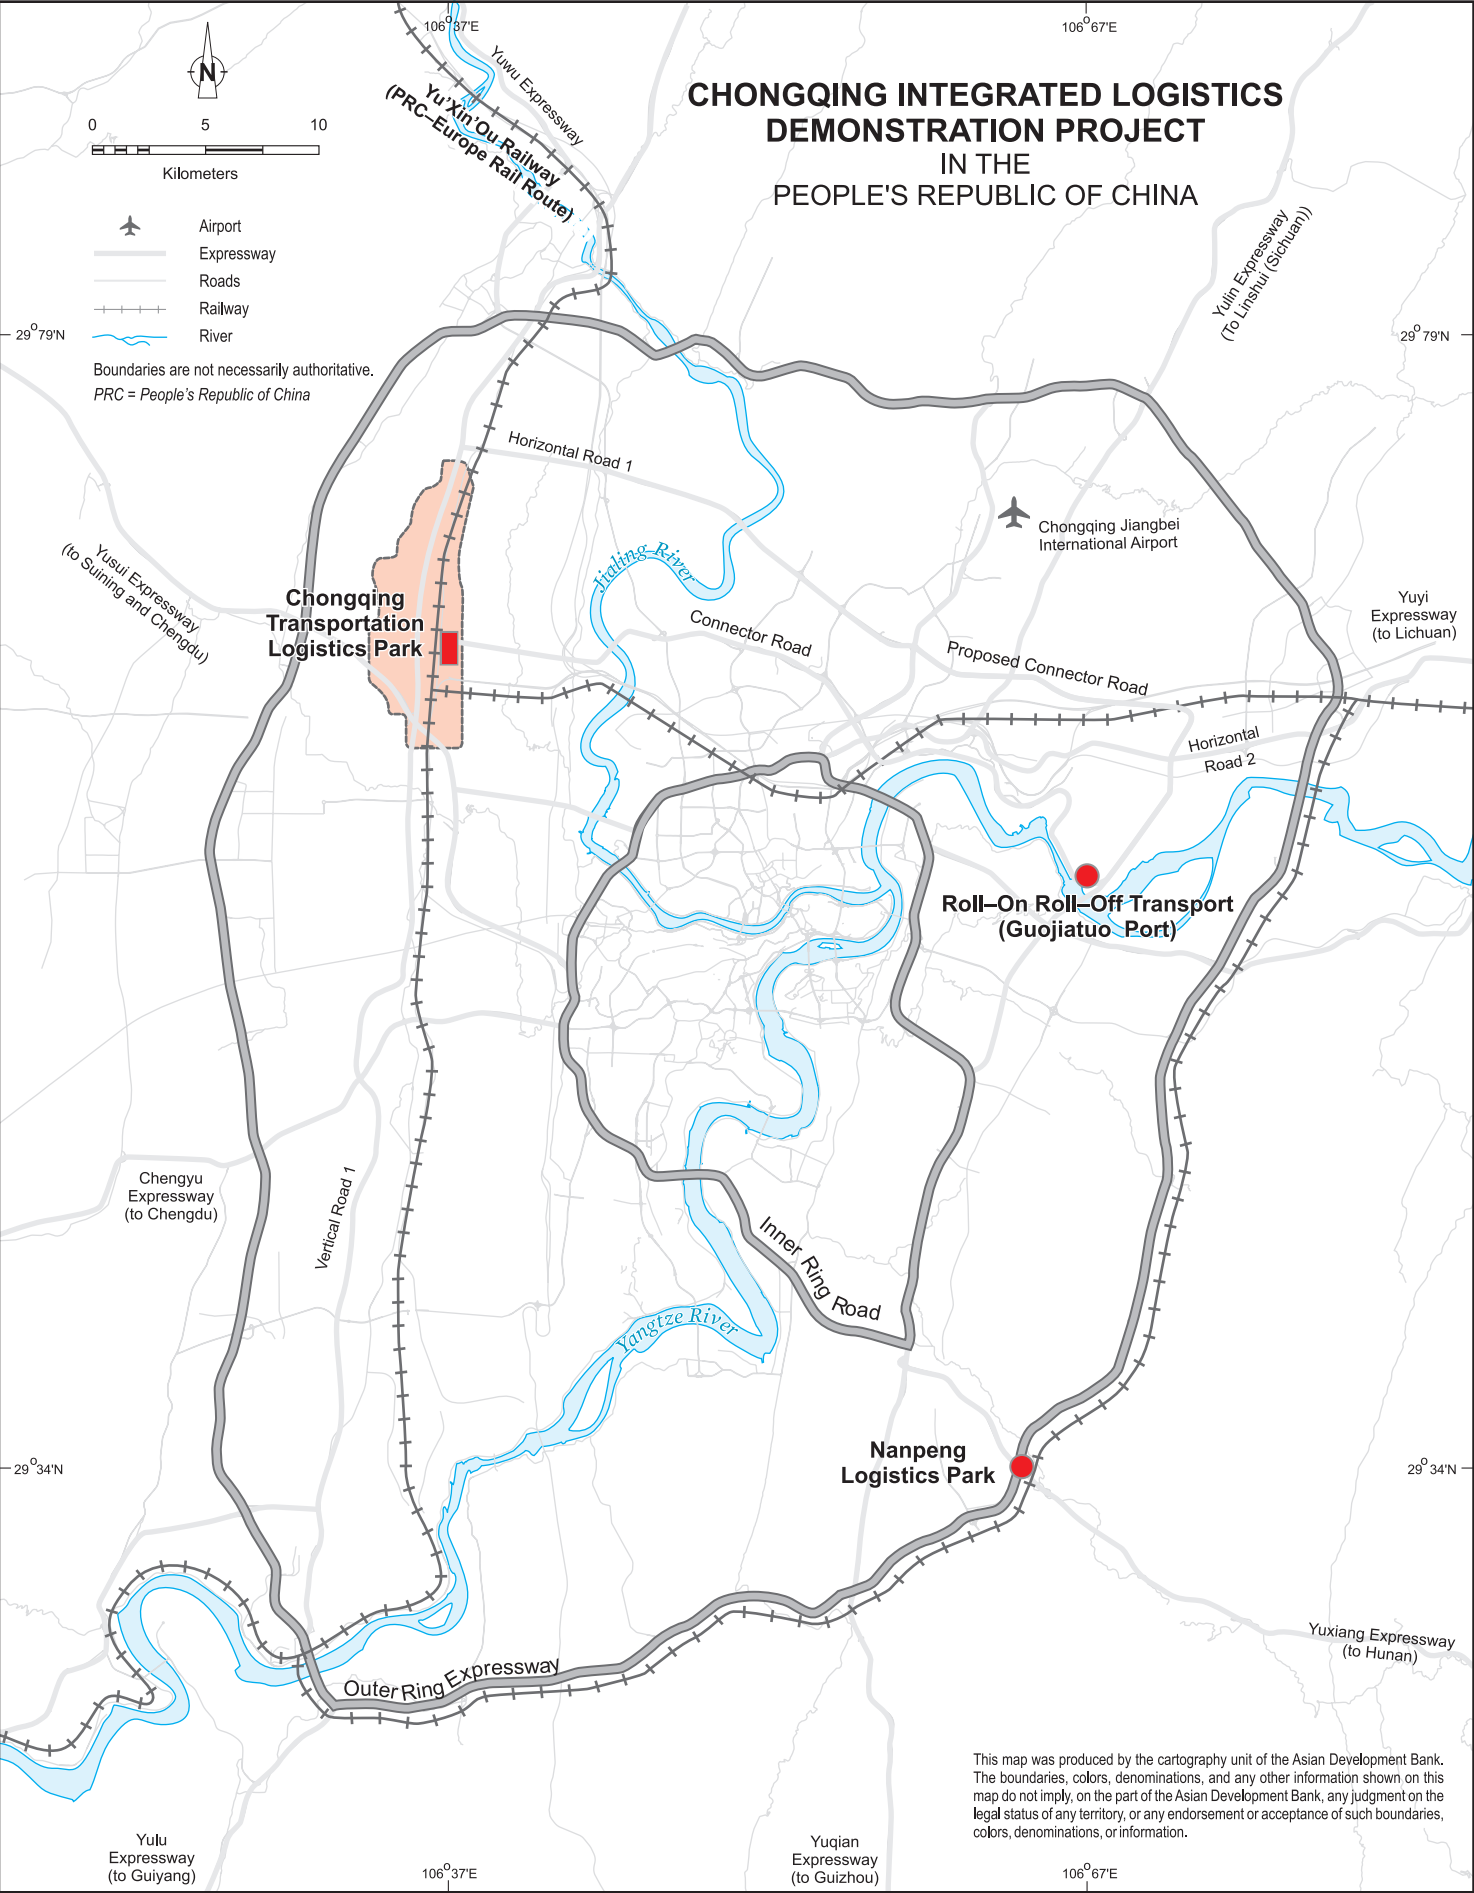 106°37'E
106°67'E
N
0 5 10
Kilometers
Yuwu Expressway
Yu'Xin'Ou Railway
(PRC–Europe Rail Route)
CHONGQING INTEGRATED LOGISTICS
DEMONSTRATION PROJECT
IN THE
PEOPLE'S REPUBLIC OF CHINA
Airport
Expressway
Roads
Railway
River
Boundaries are not necessarily authoritative.
PRC = People's Republic of China
Yulin Expressway
(To Linshui (Sichuan))
29°79'N
29°79'N
Horizontal Road 1
Chongqing Jiangbei
International Airport
Yusui Expressway
(to Suining and Chengdu)
Jialing River
Chongqing
Transportation
Logistics Park
Connector Road
Proposed Connector Road
Yuyi
Expressway
(to Lichuan)
Horizontal
Road 2
Roll–On Roll–Off Transport
(Guojiatuo Port)
Chengyu
Expressway
(to Chengdu)
Vertical Road 1
Inner Ring Road
Yangtze River
Nanpeng
Logistics Park
29°34'N
29°34'N
Outer Ring Expressway
Yuxiang Expressway
(to Hunan)
This map was produced by the cartography unit of the Asian Development Bank.
The boundaries, colors, denominations, and any other information shown on this
map do not imply, on the part of the Asian Development Bank, any judgment on the
legal status of any territory, or any endorsement or acceptance of such boundaries,
colors, denominations, or information.
Yulu
Expressway
(to Guiyang)
Yuqian
Expressway
(to Guizhou)
106°37'E
106°67'E